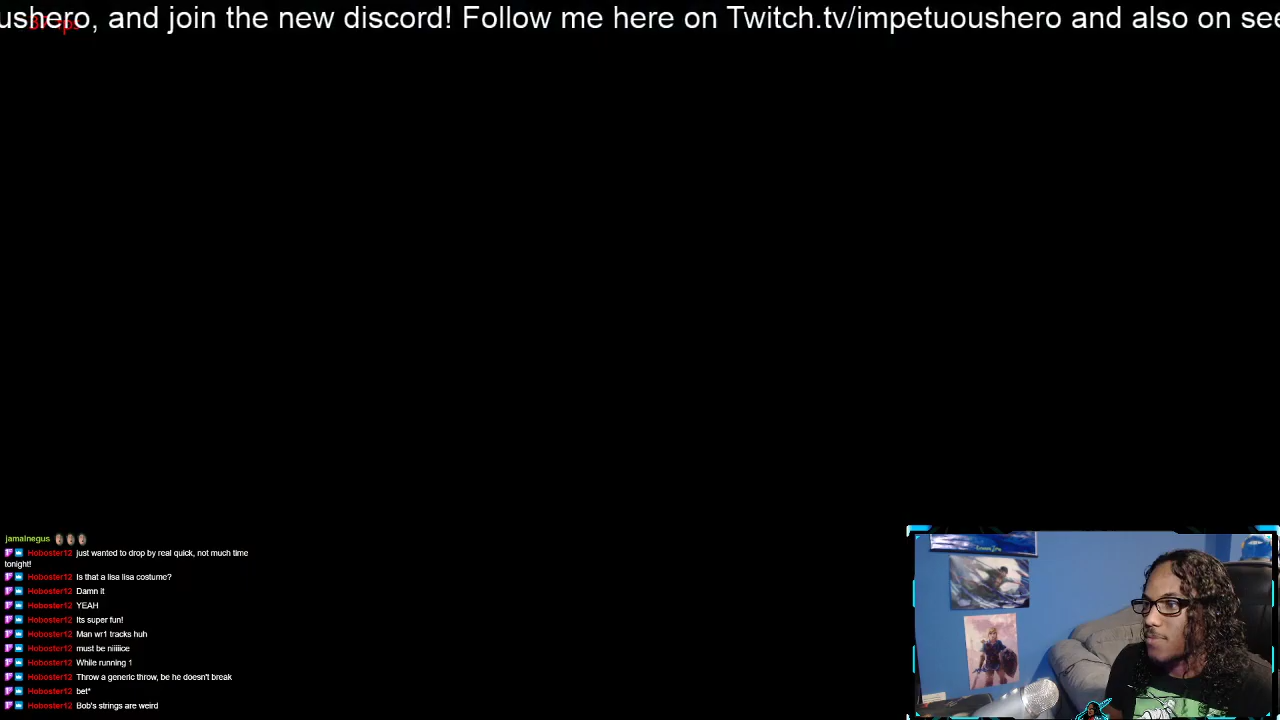 ushero, and join the new discord! Follow me here on Twitch.tv/impetuoushero and also on see
jamalnegus
Hoboster12 just wanted to drop by real quick, not much time
tonight!
Hoboster12 Is that a lisa lisa costume?
Hoboster12 Damn it
Hoboster12 YEAH
Hoboster12 Its super fun!
Hoboster12 Man wr1 tracks huh
Hoboster12 must be niiiiice
Hoboster12 While running 1
Hoboster12 Throw a generic throw, be he doesn't break
Hoboster12 bet*
Hoboster12 Bob's strings are weird